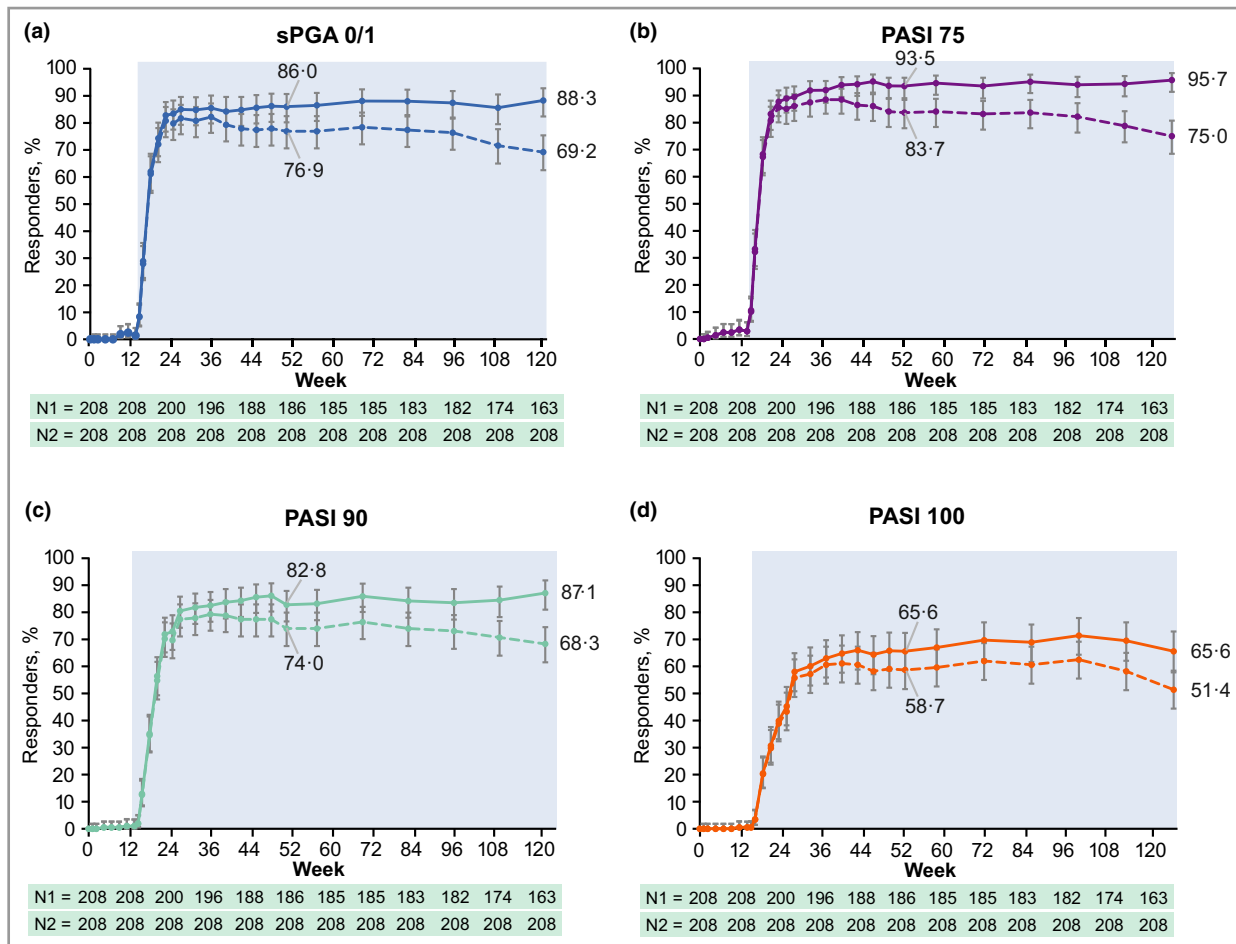 (a)
sPGA 0/1
100
90
80
70
60
50
40
30
20
10
0
Responders, %
86·0
76·9
88·3
69·2
0 12 24 36 44 52 60 72 84 96 108 120
Week
N1 = 208 208 200 196 188 186 185 185 183 182 174 163
N2 = 208 208 208 208 208 208 208 208 208 208 208 208
(b)
PASI 75
100
90
80
70
60
50
40
30
20
10
0
Responders, %
93·5
83·7
95·7
75·0
0 12 24 36 44 52 60 72 84 96 108 120
Week
N1 = 208 208 200 196 188 186 185 185 183 182 174 163
N2 = 208 208 208 208 208 208 208 208 208 208 208 208
(c)
PASI 90
100
90
80
70
60
50
40
30
20
10
0
Responders, %
82·8
74·0
87·1
68·3
0 12 24 36 44 52 60 72 84 96 108 120
Week
N1 = 208 208 200 196 188 186 185 185 183 182 174 163
N2 = 208 208 208 208 208 208 208 208 208 208 208 208
(d)
PASI 100
100
90
80
70
60
50
40
30
20
10
0
Responders, %
65·6
58·7
65·6
51·4
0 12 24 36 44 52 60 72 84 96 108 120
Week
N1 = 208 208 200 196 188 186 185 185 183 182 174 163
N2 = 208 208 208 208 208 208 208 208 208 208 208 208